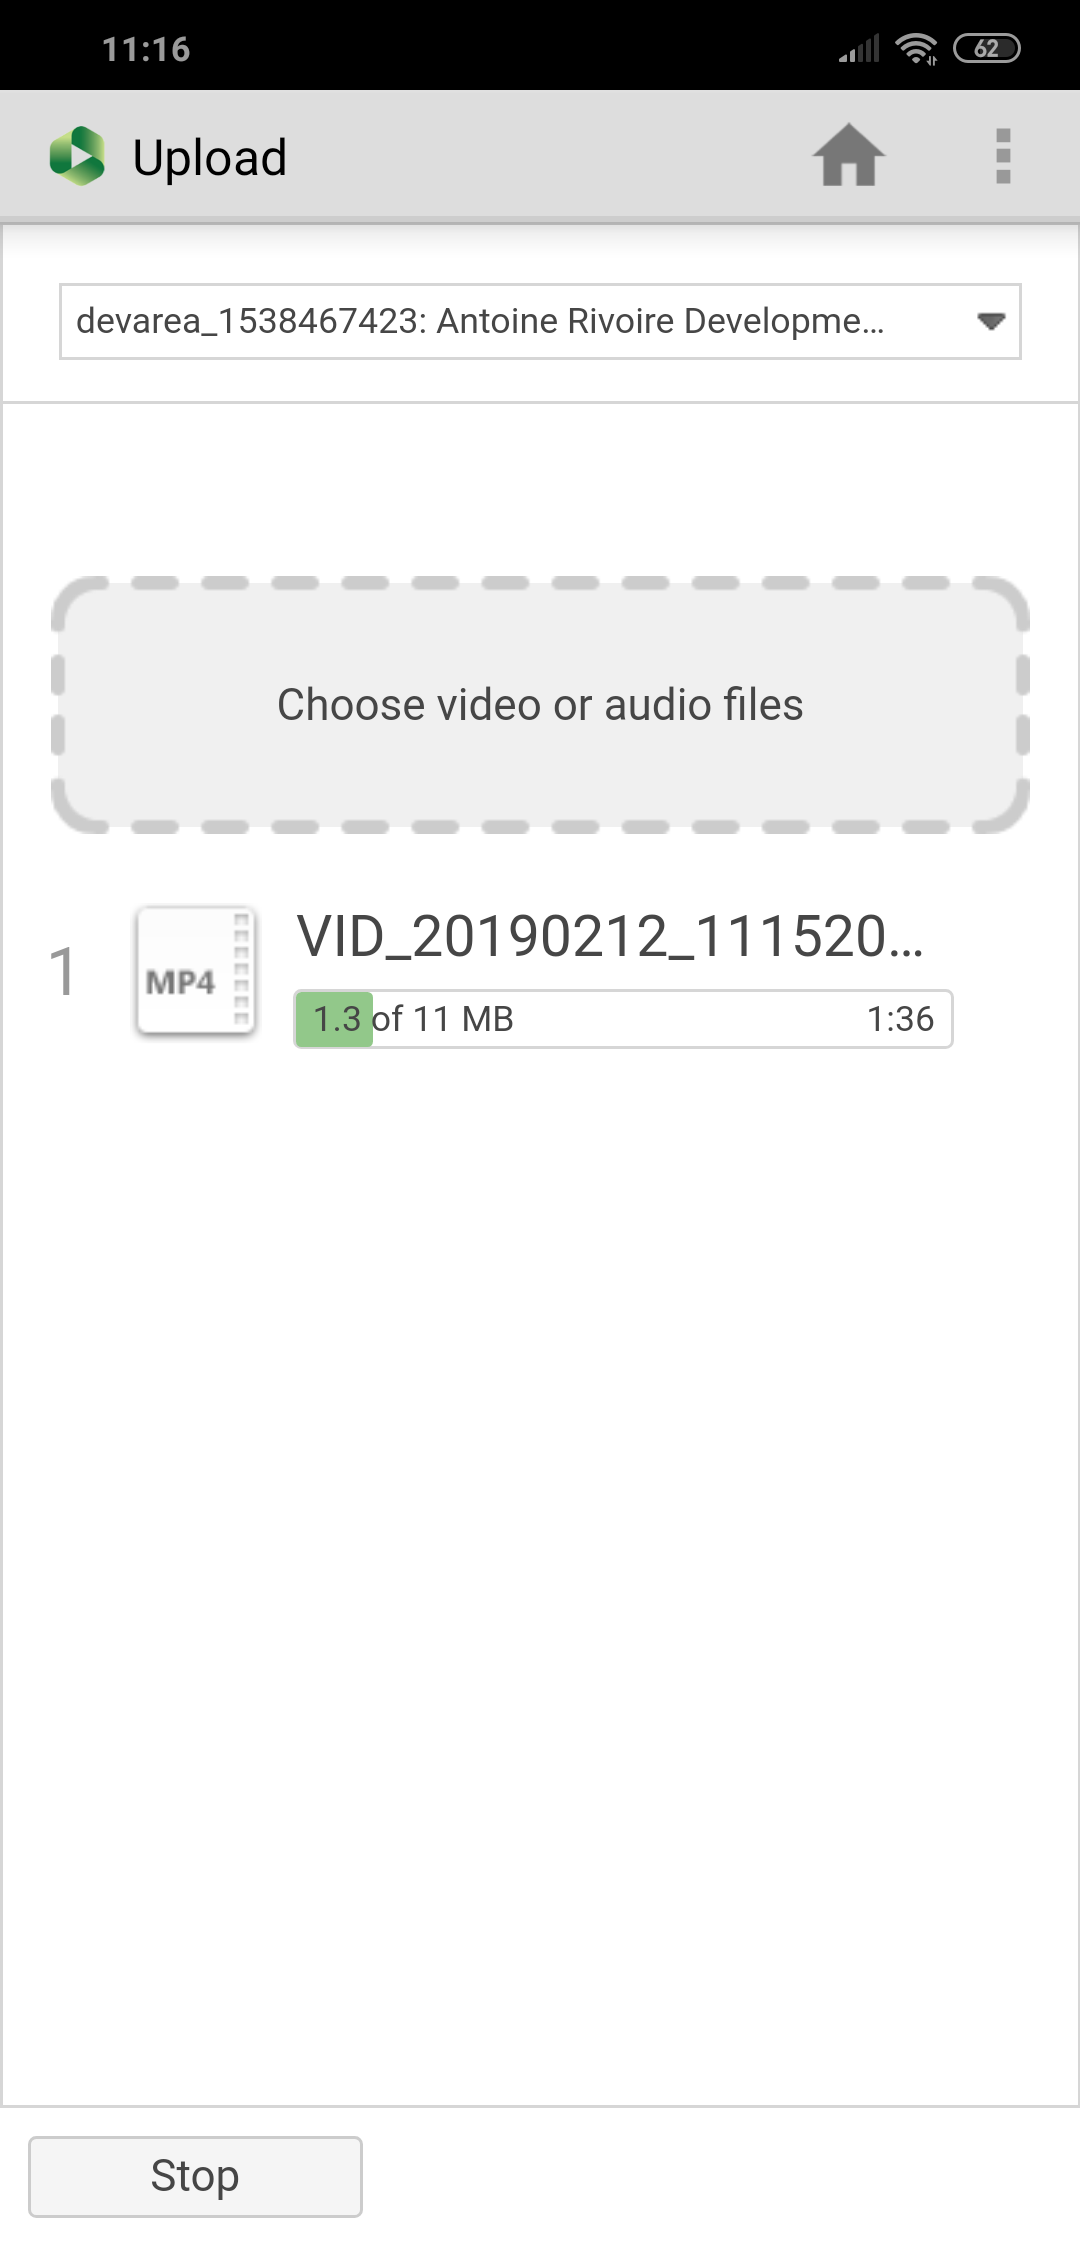 11:16
62
Upload
devarea_1538467423: Antoine Rivoire Developme...
Choose video or audio files
1
MP4
VID_20190212_111520...
1.3 of 11 MB
1:36
Stop